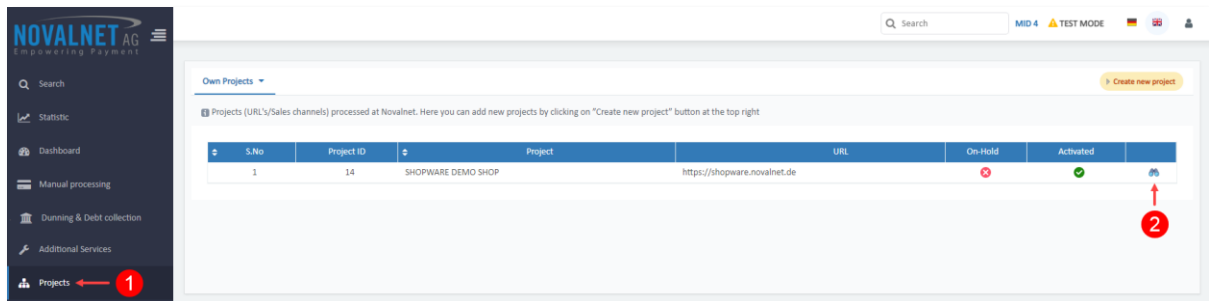 NOVALNET AG
Empowering Payment
Search
MID 4 TEST MODE
Search
Statistic
Dashboard
Manual processing
Dunning & Debt collection
Additional Services
Projects
1
Own Projects
Create new project
Projects (URL's/Sales channels) processed at Novalnet. Here you can add new projects by clicking on "Create new project" button at the top right
S.No Project ID Project URL On-Hold Activated
1 14 SHOPWARE DEMO SHOP https://shopware.novalnet.de
2